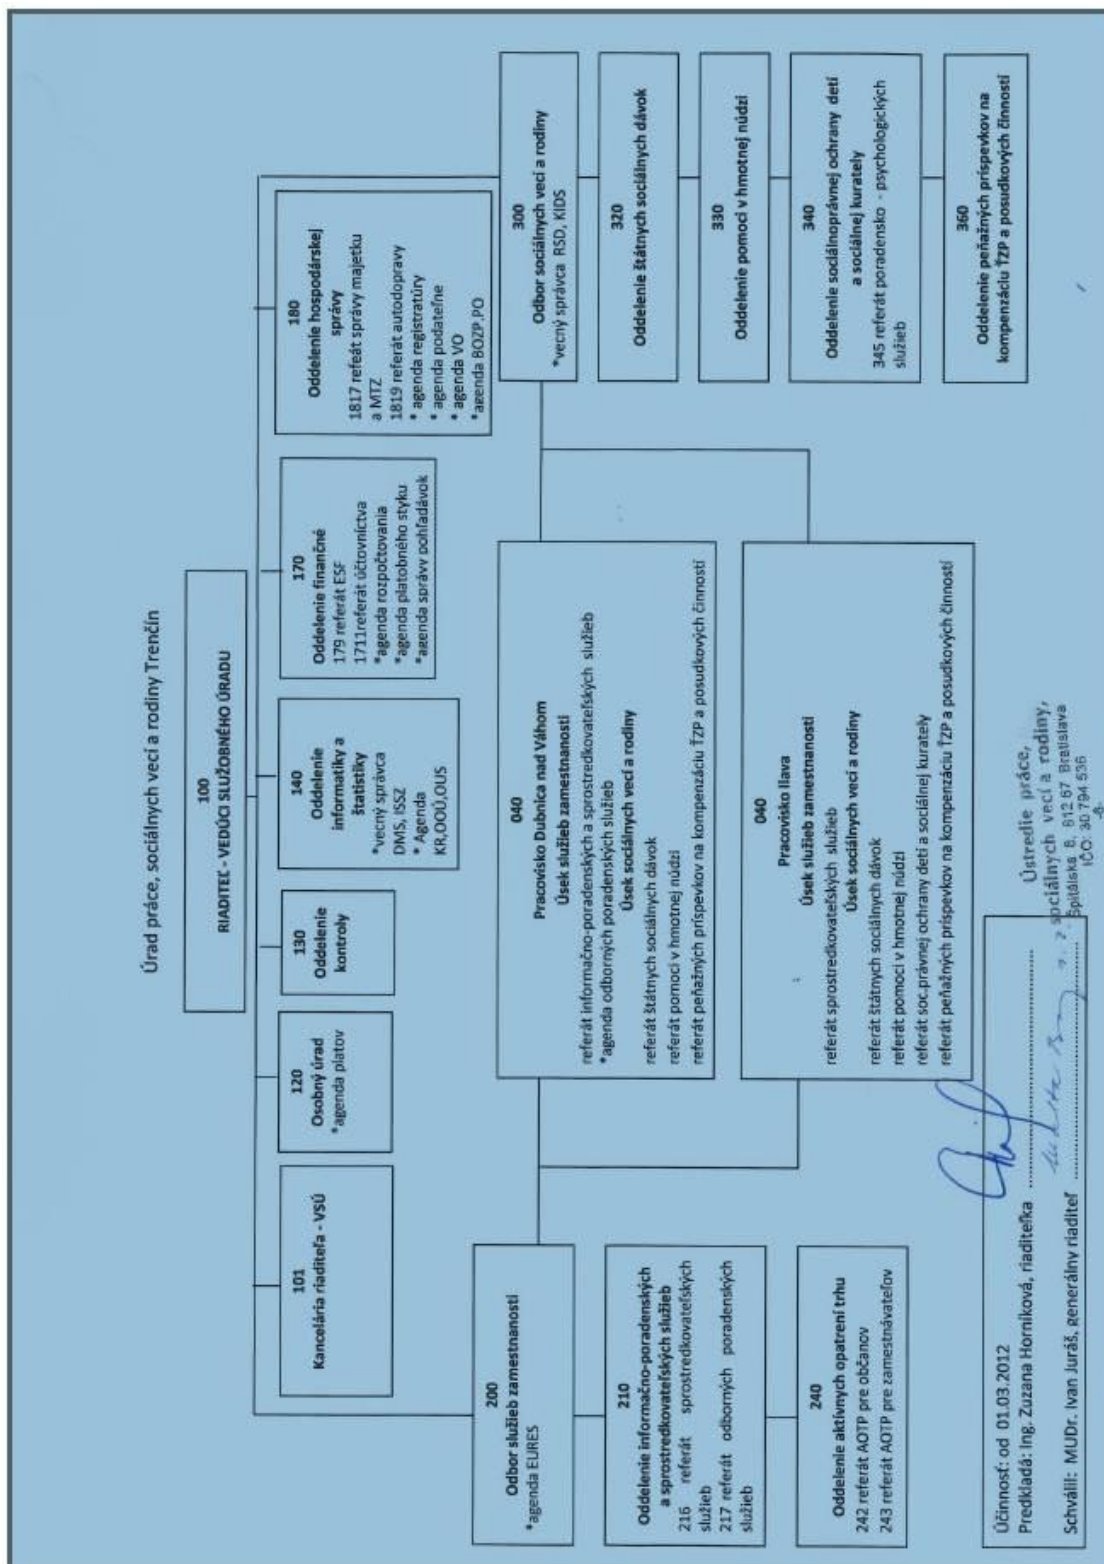 Úrad práce, sociálnych vecí a rodiny Trenčín
100
RIADITEĽ - VEDÚCI SLUŽOBNÉHO ÚRADU
101
Kancelária riaditeľa - VSÚ
120
Osobný úrad
*agenda platov
130
Oddelenie
kontroly
140
Oddelenie
informatiky a
štatistiky
*vecný správca
DMS, ISSZ
* Agenda
KR,OOÚ,OUS
170
Oddelenie finančné
179 referát ESF
1711referát účtovníctva
*agenda rozpočtovania
*agenda platobného styku
*agenda správy pohľadávok
180
Oddelenie hospodárskej
správy
1817 refeát správy majetku
a MTZ
1819 referát autodopravy
* agenda registratúry
* agenda podateľne
* agenda VO
*agenda BOZP,PO
200
Odbor služieb zamestnanosti
*agenda EURES
210
Oddelenie informačno-poradenských
a sprostredkovateľských služieb
216 referát sprostredkovateľských
služieb
217 referát odborných poradenských
služieb
240
Oddelenie aktívnych opatrení trhu
242 referát AOTP pre občanov
243 referát AOTP pre zamestnávateľov
040
Pracovisko Dubnica nad Váhom
Úsek služieb zamestnanosti
referát informačno-poradenských a sprostredkovateľských služieb
*agenda odborných poradenských služieb
Úsek sociálnych vecí a rodiny
referát štátnych sociálnych dávok
referát pomoci v hmotnej núdzi
referát peňažných príspevkov na kompenzáciu ŤZP a posudkových činností
040
Pracovisko Ilava
Úsek služieb zamestnanosti
referát sprostredkovateľských služieb
Úsek sociálnych vecí a rodiny
referát štátnych sociálnych dávok
referát pomoci v hmotnej núdzi
referát soc.právnej ochrany detí a sociálnej kurately
referát peňažných príspevkov na kompenzáciu ŤZP a posudkových činností
300
Odbor sociálnych vecí a rodiny
*vecný správca RSD, KIDS
320
Oddelenie štátnych sociálnych dávok
330
Oddelenie pomoci v hmotnej núdzi
340
Oddelenie sociálnoprávnej ochrany detí
a sociálnej kurately
345 referát poradensko - psychologických
služieb
360
Oddelenie peňažných príspevkov na
kompenzáciu ŤZP a posudkových činností
Účinnosť: od 01.03.2012
Predkladá: Ing. Zuzana Horníková, riaditeľka
Schválil: MUDr. Ivan Juráš, generálny riaditeľ
Ústredie práce,
sociálnych vecí a rodiny,
Špitálska 8, 812 67 Bratislava
IČO: 30 794 536
-6-